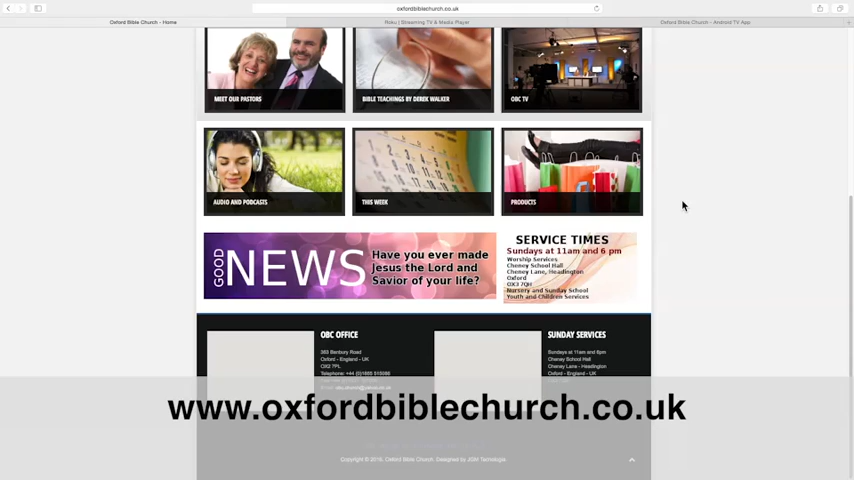 oxfordbiblechurch.co.uk
Oxford Bible Church - Home
Roku | Streaming TV & Media Player
Oxford Bible Church - Android TV App
MEET OUR PASTORS
BIBLE TEACHINGS BY DEREK WALKER
OBC TV
AUDIO AND PODCASTS
THIS WEEK
PRODUCTS
GOOD NEWS
Have you ever made
Jesus the Lord and
Savior of your life?
SERVICE TIMES
Sundays at 11am and 6 pm
Worship Services
Cheney School Hall
Cheney Lane, Headington
Oxford
OX3 7QH
Nursery and Sunday School
Youth and Children Services
OBC OFFICE
363 Banbury Road
Oxford - England - UK
OX2 7PL
SUNDAY SERVICES
Sundays at 11am and 6pm
Cheney School Hall
Cheney Lane - Headington
Oxford - England - UK
www.oxfordbiblechurch.co.uk
Copyright © 2016. Oxford Bible Church. Designed by